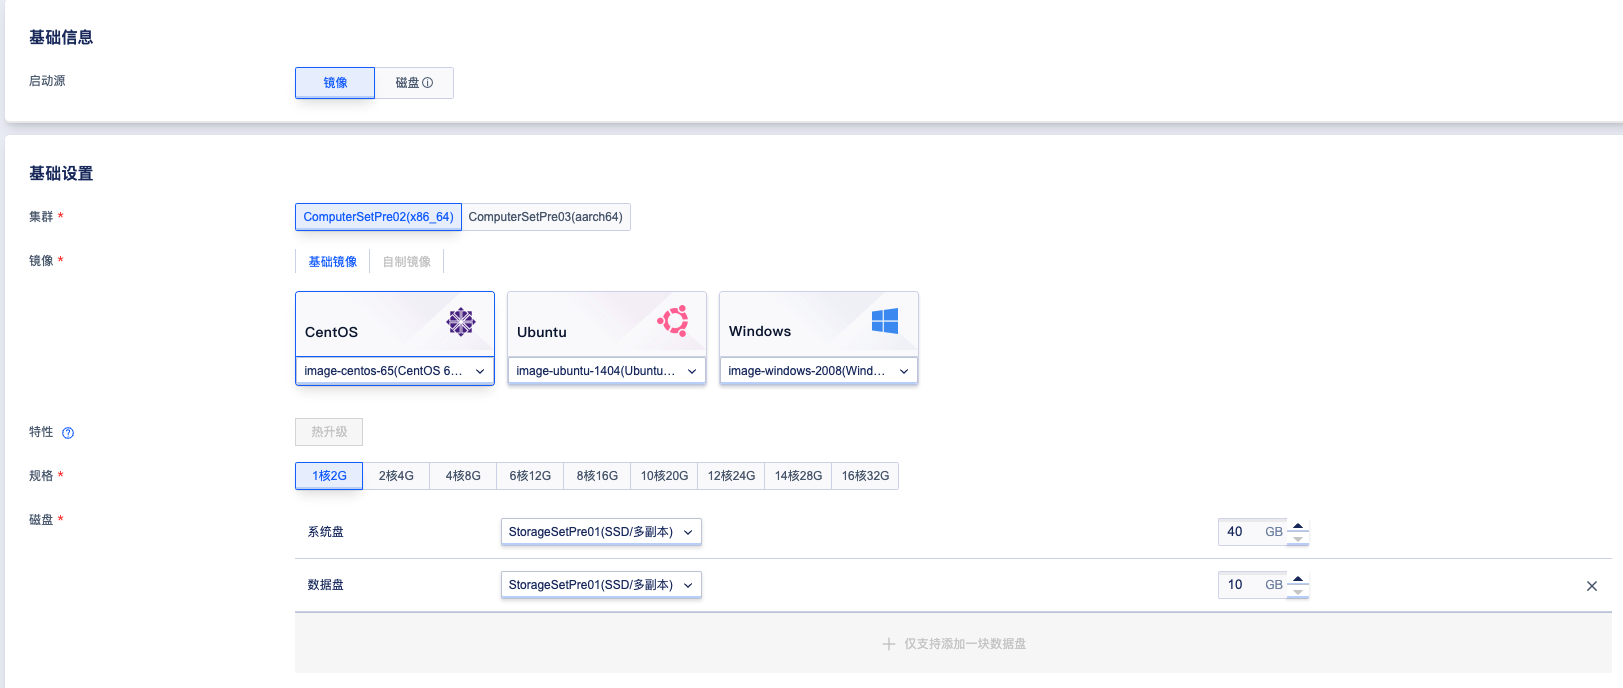 基础信息
启动源
镜像
磁盘
基础设置
集群 *
ComputerSetPre02(x86_64)
ComputerSetPre03(aarch64)
镜像 *
基础镜像
自制镜像
CentOS
Ubuntu
Windows
image-centos-65(CentOS 6...
image-ubuntu-1404(Ubuntu...
image-windows-2008(Wind...
特性
热升级
规格 *
1核2G
2核4G
4核8G
6核12G
8核16G
10核20G
12核24G
14核28G
16核32G
磁盘 *
系统盘
StorageSetPre01(SSD/多副本)
40 GB
数据盘
StorageSetPre01(SSD/多副本)
10 GB
仅支持添加一块数据盘